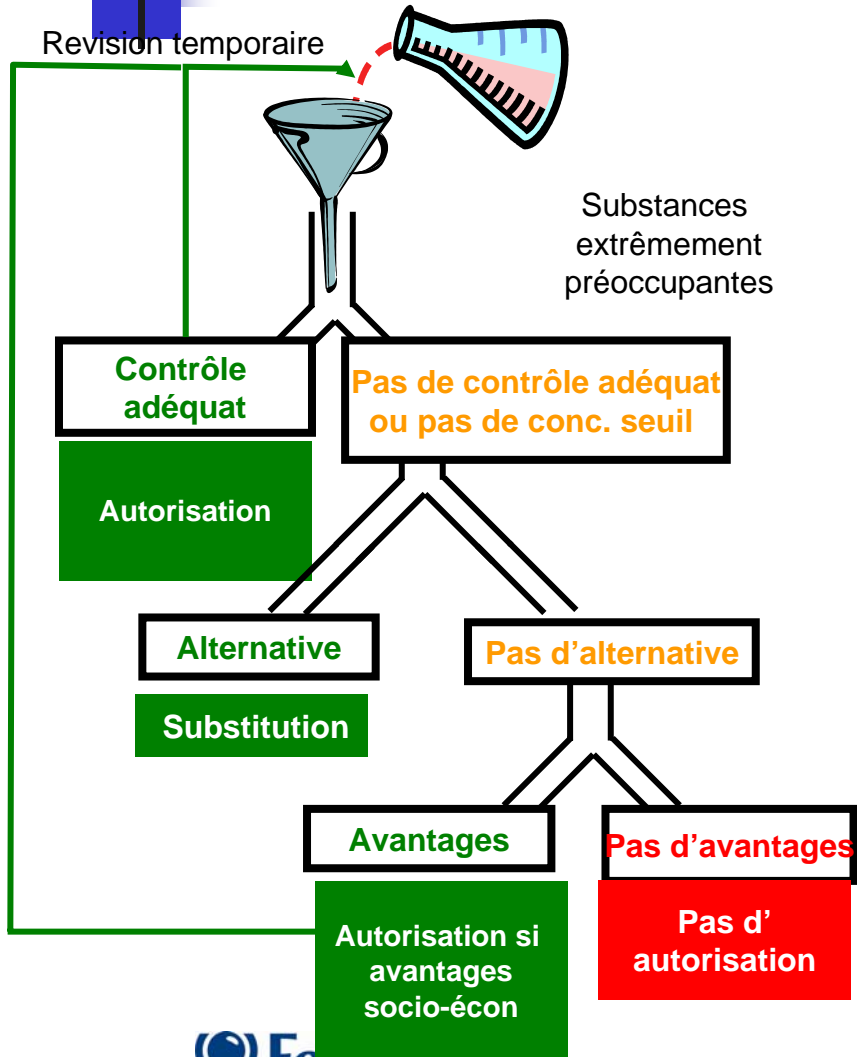 Revision temporaire
Substances
extrêmement
préoccupantes
Contrôle
adéquat
Pas de contrôle adéquat
ou pas de conc. seuil
Autorisation
Alternative
Pas d’alternative
Substitution
Avantages
Pas d’avantages
Autorisation si
avantages
socio-écon
Pas d’
autorisation